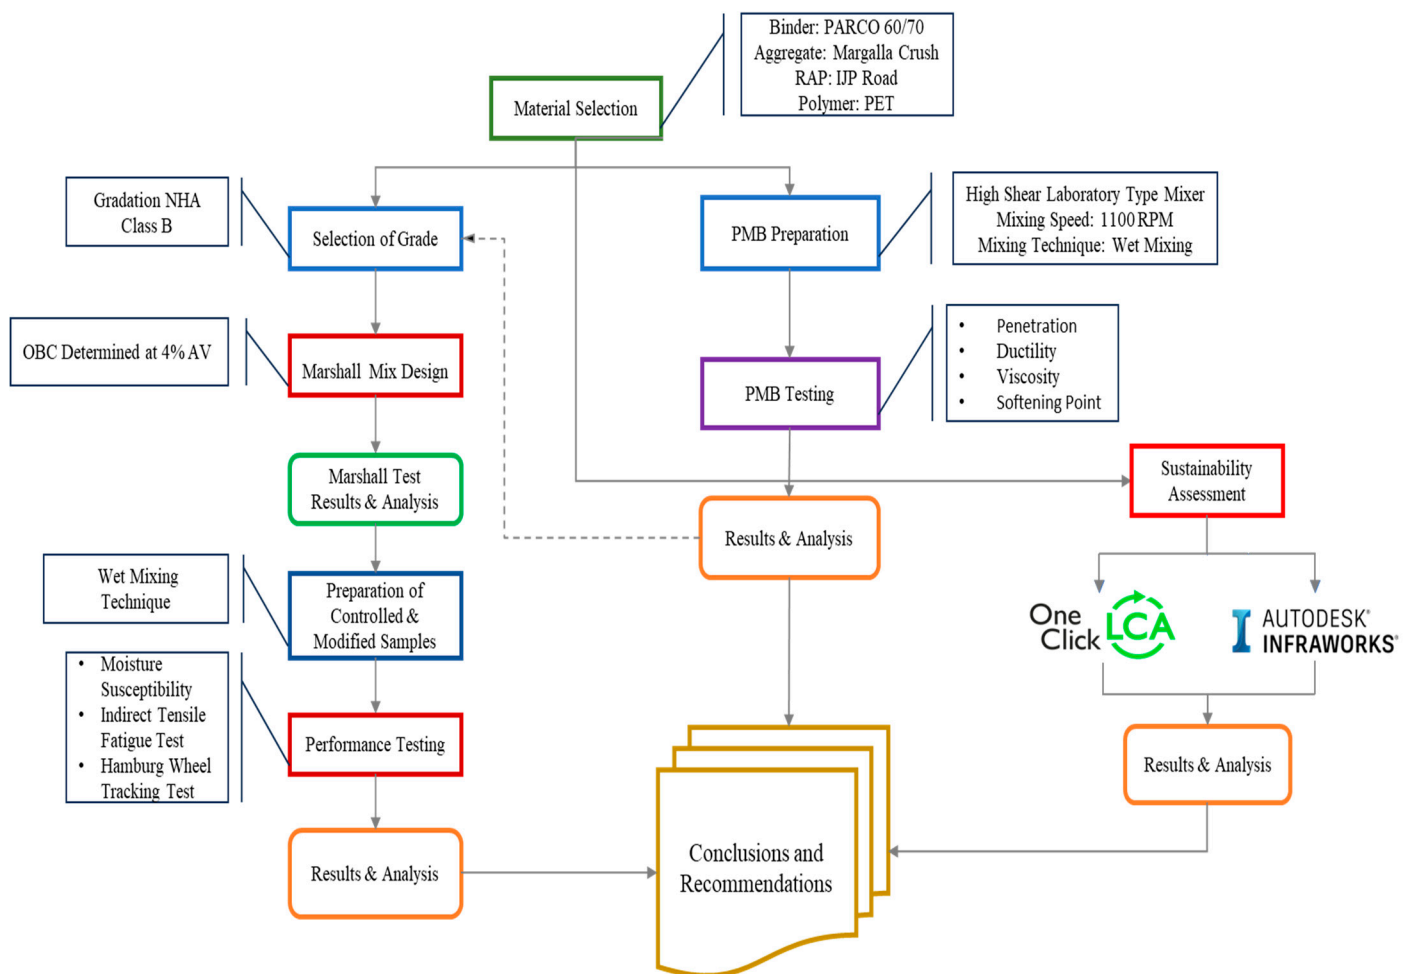 Binder: PARCO 60/70
Aggregate: Margalla Crush
RAP: IJP Road
Polymer: PET
Material Selection
Gradation NHA
Class B
Selection of Grade
PMB Preparation
High Shear Laboratory Type Mixer
Mixing Speed: 1100 RPM
Mixing Technique: Wet Mixing
OBC Determined at 4% AV
Marshall Mix Design
PMB Testing
• Penetration
• Ductility
• Viscosity
• Softening Point
Marshall Test
Results & Analysis
Results & Analysis
Sustainability
Assessment
Wet Mixing
Technique
Preparation of
Controlled &
Modified Samples
One
Click
LCA
AUTODESK®
INFRAWORKS®
• Moisture
Susceptibility
• Indirect Tensile
Fatigue Test
• Hamburg Wheel
Tracking Test
Performance Testing
Results & Analysis
Results & Analysis
Conclusions and
Recommendations